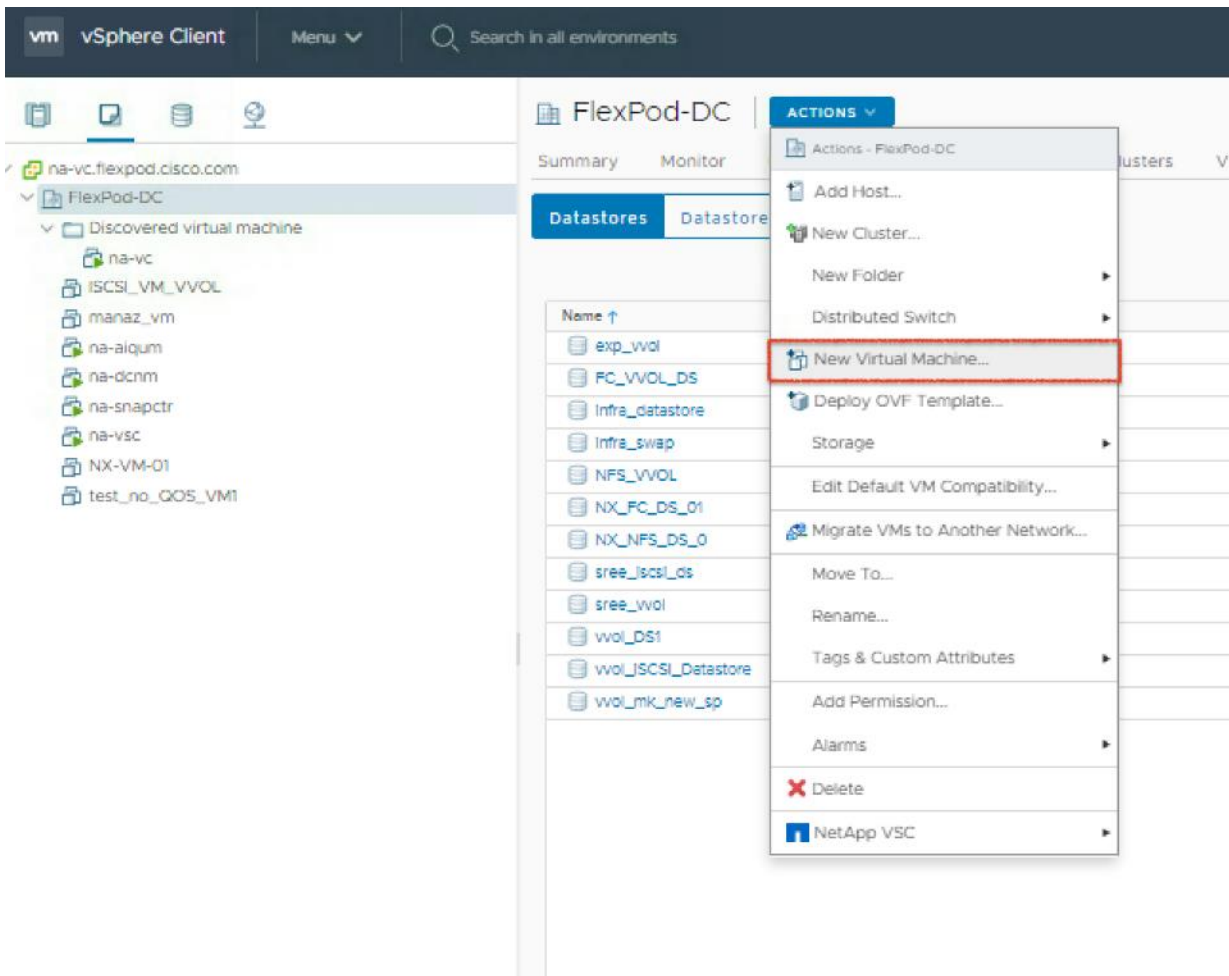 vm vSphere Client Menu Search in all environments
na-vc.flexpod.cisco.com
FlexPod-DC
Discovered virtual machine
na-vc
ISCSI_VM_VVOL
manaz_vm
na-aiqum
na-dcnm
na-snapctr
na-vsc
NX-VM-01
test_no_QOS_VM1
FlexPod-DC ACTIONS
Summary Monitor lusters V
Datastores Datastore
Name
exp_vvol
FC_VVOL_DS
infra_datastore
infra_swap
NFS_VVOL
NX_FC_DS_01
NX_NFS_DS_0
sree_iscsi_ds
sree_vvol
vvol_DS1
vvol_ISCSI_Datastore
vvol_mk_new_sp
Actions - FlexPod-DC
Add Host...
New Cluster...
New Folder
Distributed Switch
New Virtual Machine...
Deploy OVF Template...
Storage
Edit Default VM Compatibility...
Migrate VMs to Another Network...
Move To...
Rename...
Tags & Custom Attributes
Add Permission...
Alarms
Delete
NetApp VSC